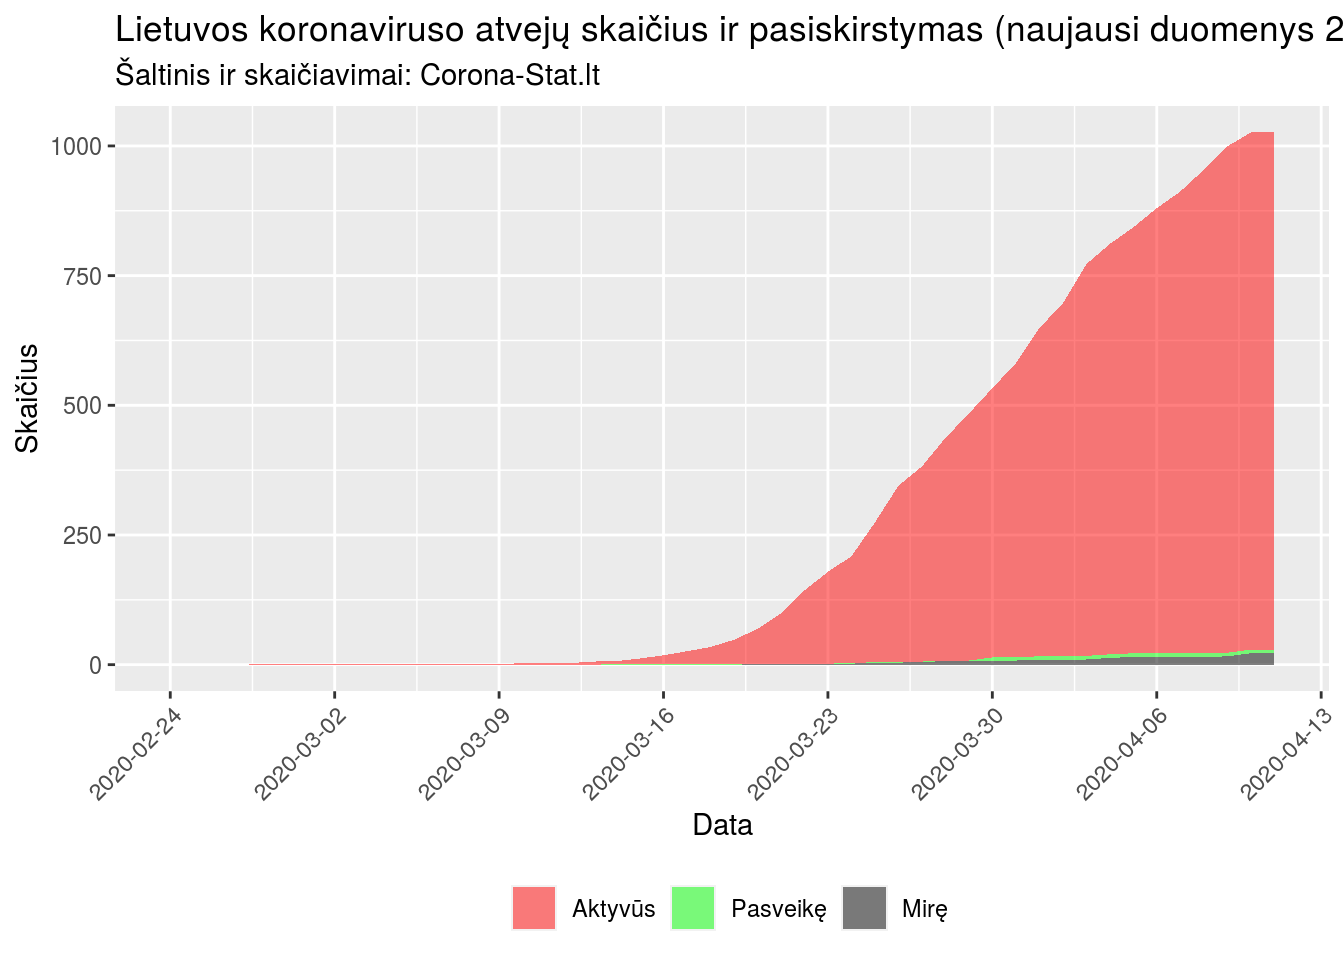 Lietuvos koronaviruso atvejų skaičius ir pasiskirstymas (naujausi duomenys 2
Šaltinis ir skaičiavimai: Corona-Stat.lt
Skaičius
1000
750
500
250
0
2020-02-24
2020-03-02
2020-03-09
2020-03-16
2020-03-23
2020-03-30
2020-04-06
2020-04-13
Data
Aktyvūs
Pasveikę
Mirę